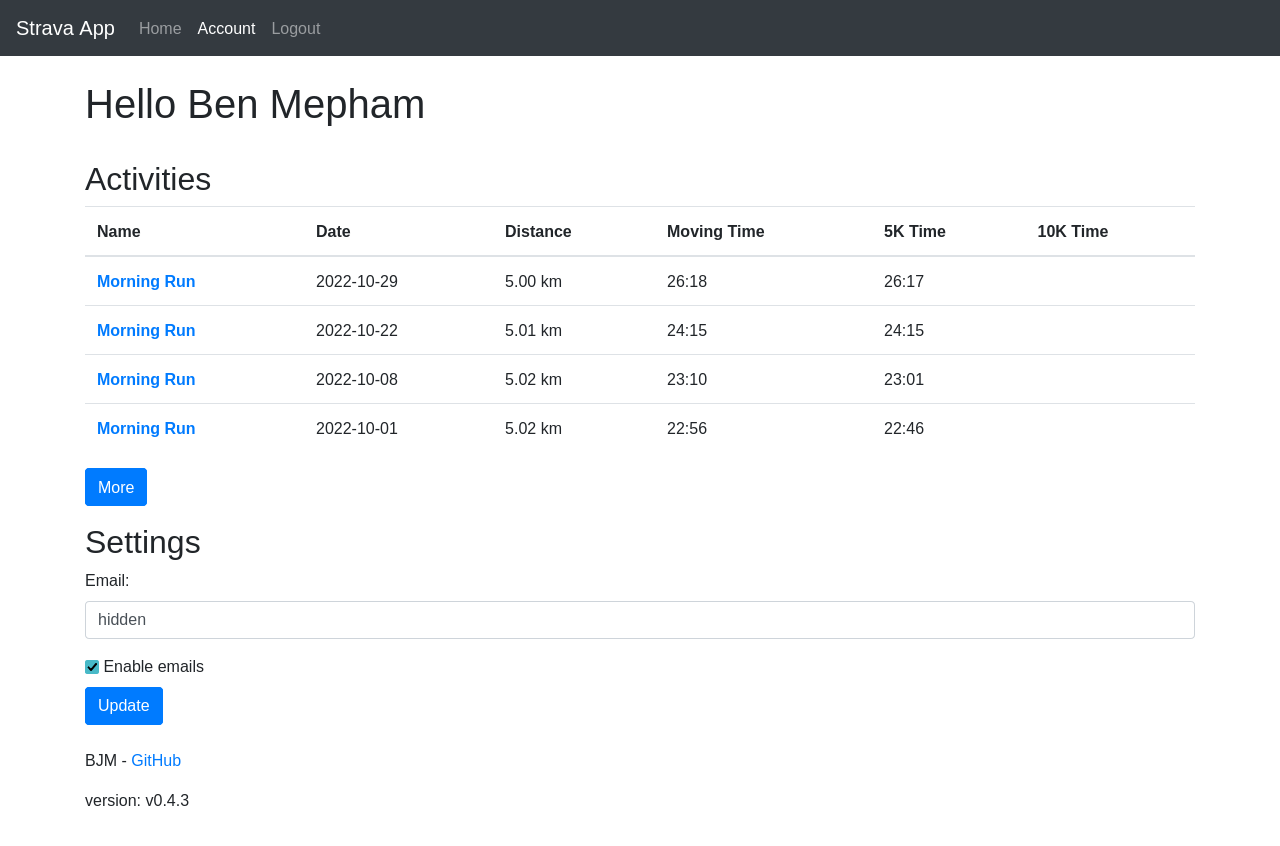 Strava App Home Account Logout
Hello Ben Mepham
Activities
Name Date Distance Moving Time 5K Time 10K Time
Morning Run 2022-10-29 5.00 km 26:18 26:17
Morning Run 2022-10-22 5.01 km 24:15 24:15
Morning Run 2022-10-08 5.02 km 23:10 23:01
Morning Run 2022-10-01 5.02 km 22:56 22:46
More
Settings
Email:
hidden
Enable emails
Update
BJM - GitHub
version: v0.4.3